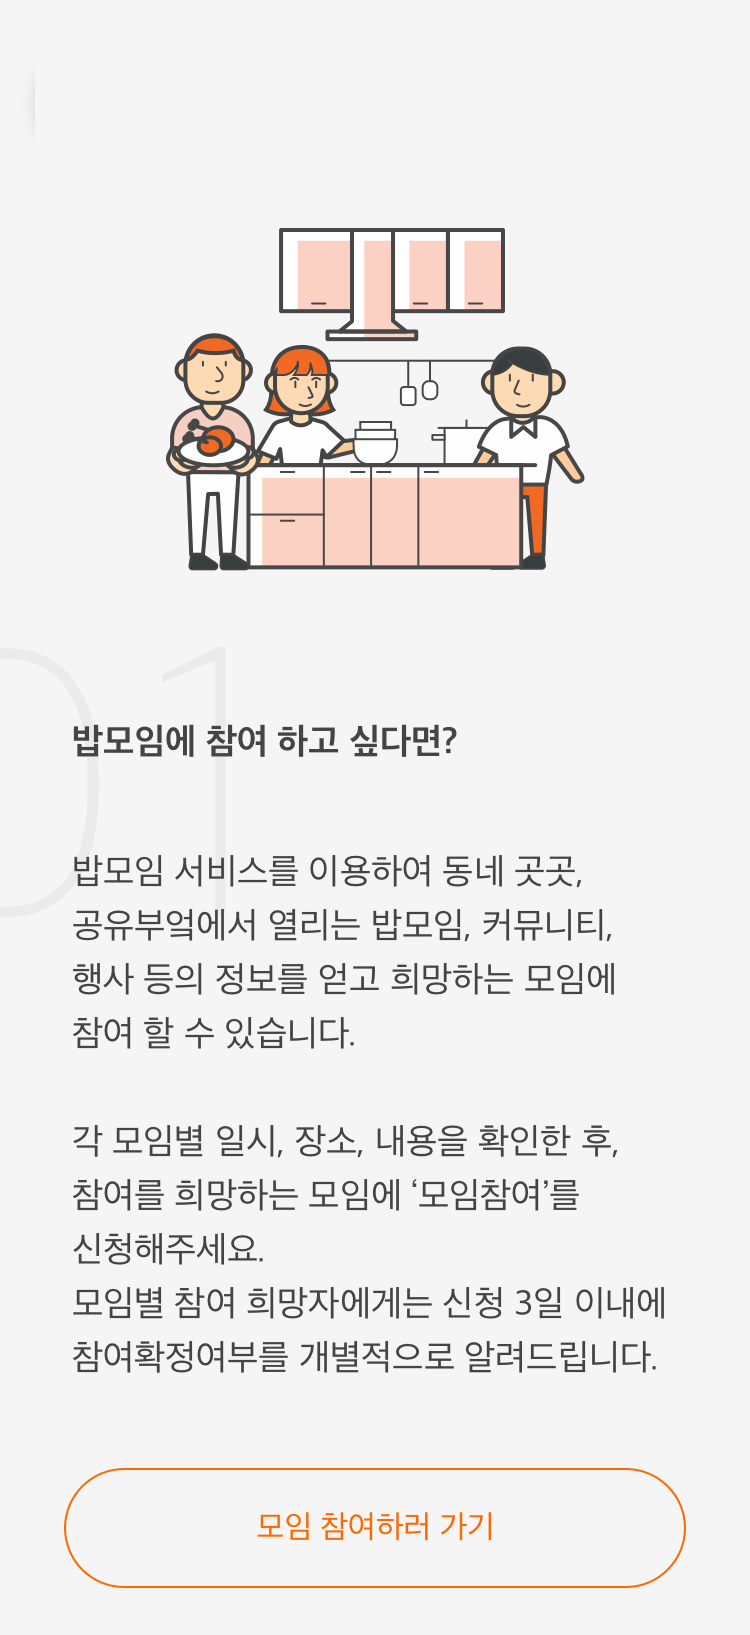 01
밥모임에 참여 하고 싶다면?
밥모임 서비스를 이용하여 동네 곳곳,
공유부엌에서 열리는 밥모임, 커뮤니티,
행사 등의 정보를 얻고 희망하는 모임에
참여 할 수 있습니다.
각 모임별 일시, 장소, 내용을 확인한 후,
참여를 희망하는 모임에 ‘모임참여’를
신청해주세요.
모임별 참여 희망자에게는 신청 3일 이내에
참여확정여부를 개별적으로 알려드립니다.
모임 참여하러 가기